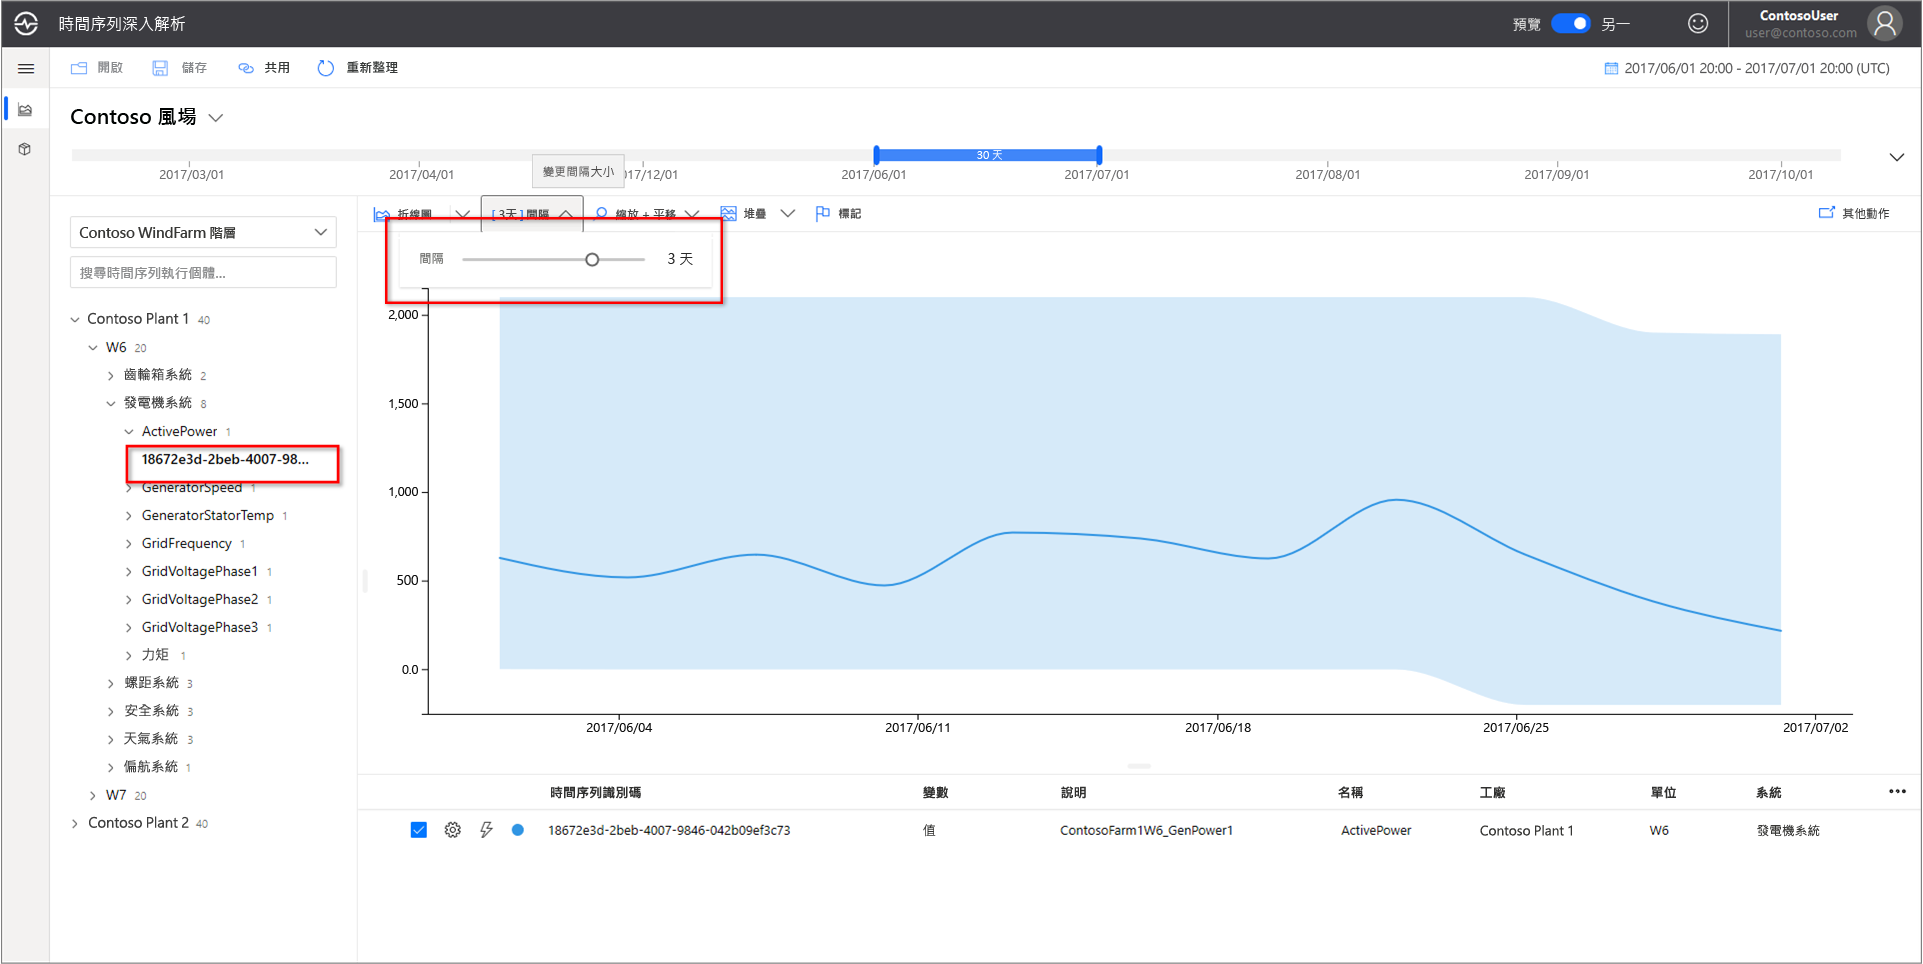 時間序列深入解析
預覽 另一 ContosoUser
user@contoso.com
開啟 儲存 共用 重新整理 2017/06/01 20:00 - 2017/07/01 20:00 (UTC)
Contoso 風場
30 天
變更間隔大小
2017/03/01 2017/04/01 17/12/01 2017/06/01 2017/07/01 2017/08/01 2017/09/01 2017/10/01
折線圖 [ 3天 ] 間隔 縮放 + 平移 堆疊 標記 其他動作
間隔 3 天
Contoso WindFarm 階層
搜尋時間序列執行個體...
Contoso Plant 1 40
W6 20
齒輪箱系統 2
發電機系統 8
ActivePower 1
18672e3d-2beb-4007-98...
GeneratorSpeed 1
GeneratorStatorTemp 1
GridFrequency 1
GridVoltagePhase1 1
GridVoltagePhase2 1
GridVoltagePhase3 1
力矩 1
螺距系統 3
安全系統 3
天氣系統 3
偏航系統 1
W7 20
Contoso Plant 2 40
2,000
1,500
1,000
500
0.0
2017/06/04 2017/06/11 2017/06/18 2017/06/25 2017/07/02
時間序列識別碼 變數 說明 名稱 工廠 單位 系統
18672e3d-2beb-4007-9846-042b09ef3c73 值 ContosoFarm1W6_GenPower1 ActivePower Contoso Plant 1 W6 發電機系統